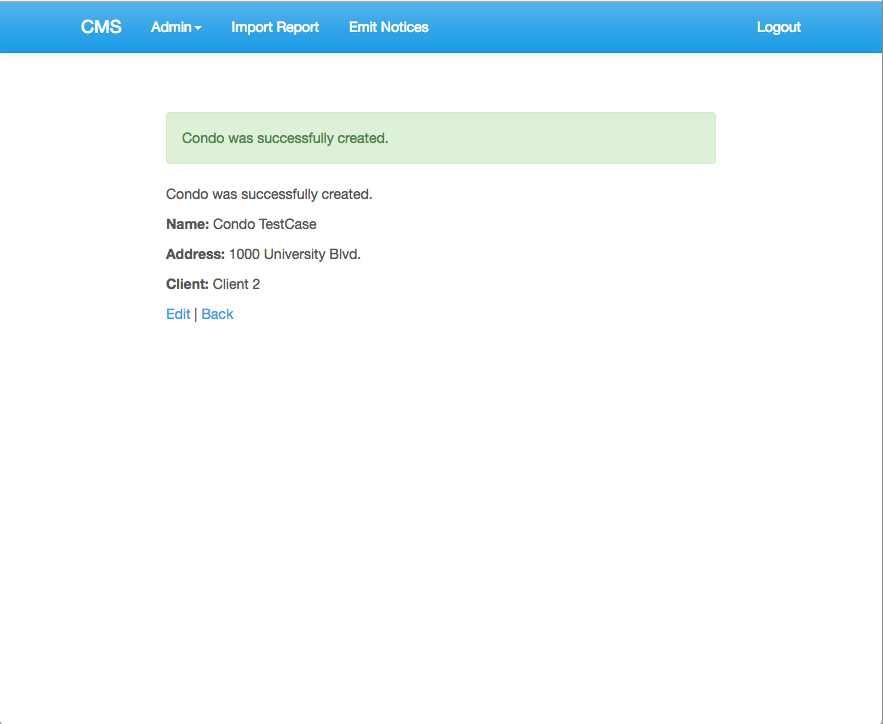 CMS Admin Import Report Emit Notices Logout
Condo was successfully created.
Condo was successfully created.
Name: Condo TestCase
Address: 1000 University Blvd.
Client: Client 2
Edit | Back